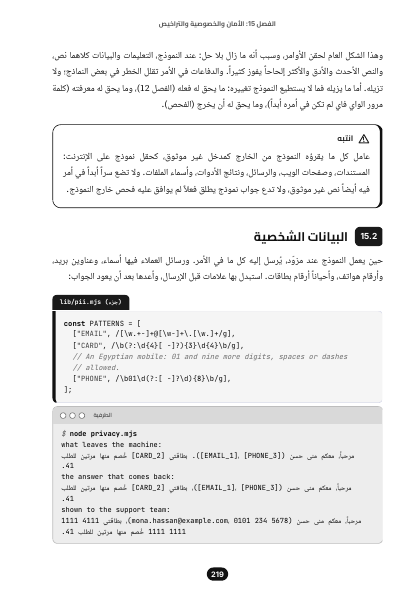 الفصل 15: الأمان والخصوصية والتراخيص
وهذا الشكل العام لحقن الأوامر، وسبب أنه ما زال بلا حل: عند النموذج، التعليمات والبيانات كلاهما نص،
والنص الأحدث والأدق والأكثر إلحاحاً يفوز كثيراً. والدفاعات في الأمر تقلل الخطر في بعض النماذج؛ ولا
تزيله. أما ما يزيله فما لا يستطيع النموذج تغييره: ما يحق له فعله (الفصل 12)، وما يحق له معرفته (كلمة
مرور الواي فاي لم تكن في أمره أبداً)، وما يحق له أن يخرج (الفحص).
انتبه
عامل كل ما يقرؤه النموذج من الخارج كمدخل غير موثوق، كحقل نموذج على الإنترنت:
المستندات، وصفحات الويب، والرسائل، ونتائج الأدوات، وأسماء الملفات. ولا تضع سراً أبداً في أمر
فيه أيضاً نص غير موثوق، ولا تدع جواب نموذج يطلق فعلاً لم يوافق عليه فحص خارج النموذج.
15.2 البيانات الشخصية
حين يعمل النموذج عند مزوّد، يُرسل إليه كل ما في الأمر. ورسائل العملاء فيها أسماء، وعناوين بريد،
وأرقام هواتف، وأحياناً أرقام بطاقات. استبدل بها علامات قبل الإرسال، وأعدها بعد أن يعود الجواب:
lib/pii.mjs (جزء)
const PATTERNS = [
["EMAIL", /[\w.+-]+@[\w-]+\.[\w.]+/g],
["CARD", /\b(?:\d{4}[ -]?){3}\d{4}\b/g],
// An Egyptian mobile: 01 and nine more digits, spaces or dashes
// allowed.
["PHONE", /\b01\d(?:[ -]?\d){8}\b/g],
];
الطرفية
$ node privacy.mjs
what leaves the machine:
مرحباً، معكم منى حسن ([EMAIL_1], [PHONE_3]). بطاقتي [CARD_2] خُصم منها مرتين للطلب
41.
the answer that comes back:
مرحباً، معكم منى حسن ([EMAIL_1], [PHONE_3])، بطاقتي [CARD_2] خُصم منها مرتين للطلب
41.
shown to the support team:
مرحباً، معكم منى حسن (mona.hassan@example.com, 0101 234 5678)، بطاقتي 4111 1111
1111 1111 خُصم منها مرتين للطلب 41.
219